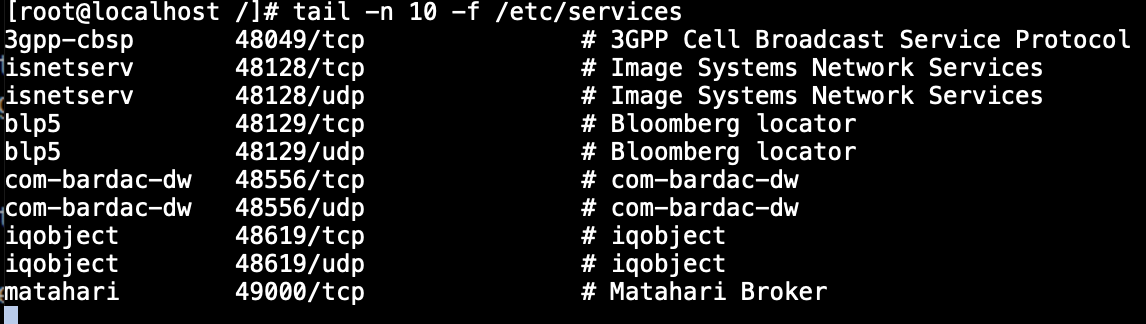 [root@localhost /]# tail -n 10 -f /etc/services
3gpp-cbsp 48049/tcp # 3GPP Cell Broadcast Service Protocol
isnetserv 48128/tcp # Image Systems Network Services
isnetserv 48128/udp # Image Systems Network Services
blp5 48129/tcp # Bloomberg locator
blp5 48129/udp # Bloomberg locator
com-bardac-dw 48556/tcp # com-bardac-dw
com-bardac-dw 48556/udp # com-bardac-dw
iqobject 48619/tcp # iqobject
iqobject 48619/udp # iqobject
matahari 49000/tcp # Matahari Broker